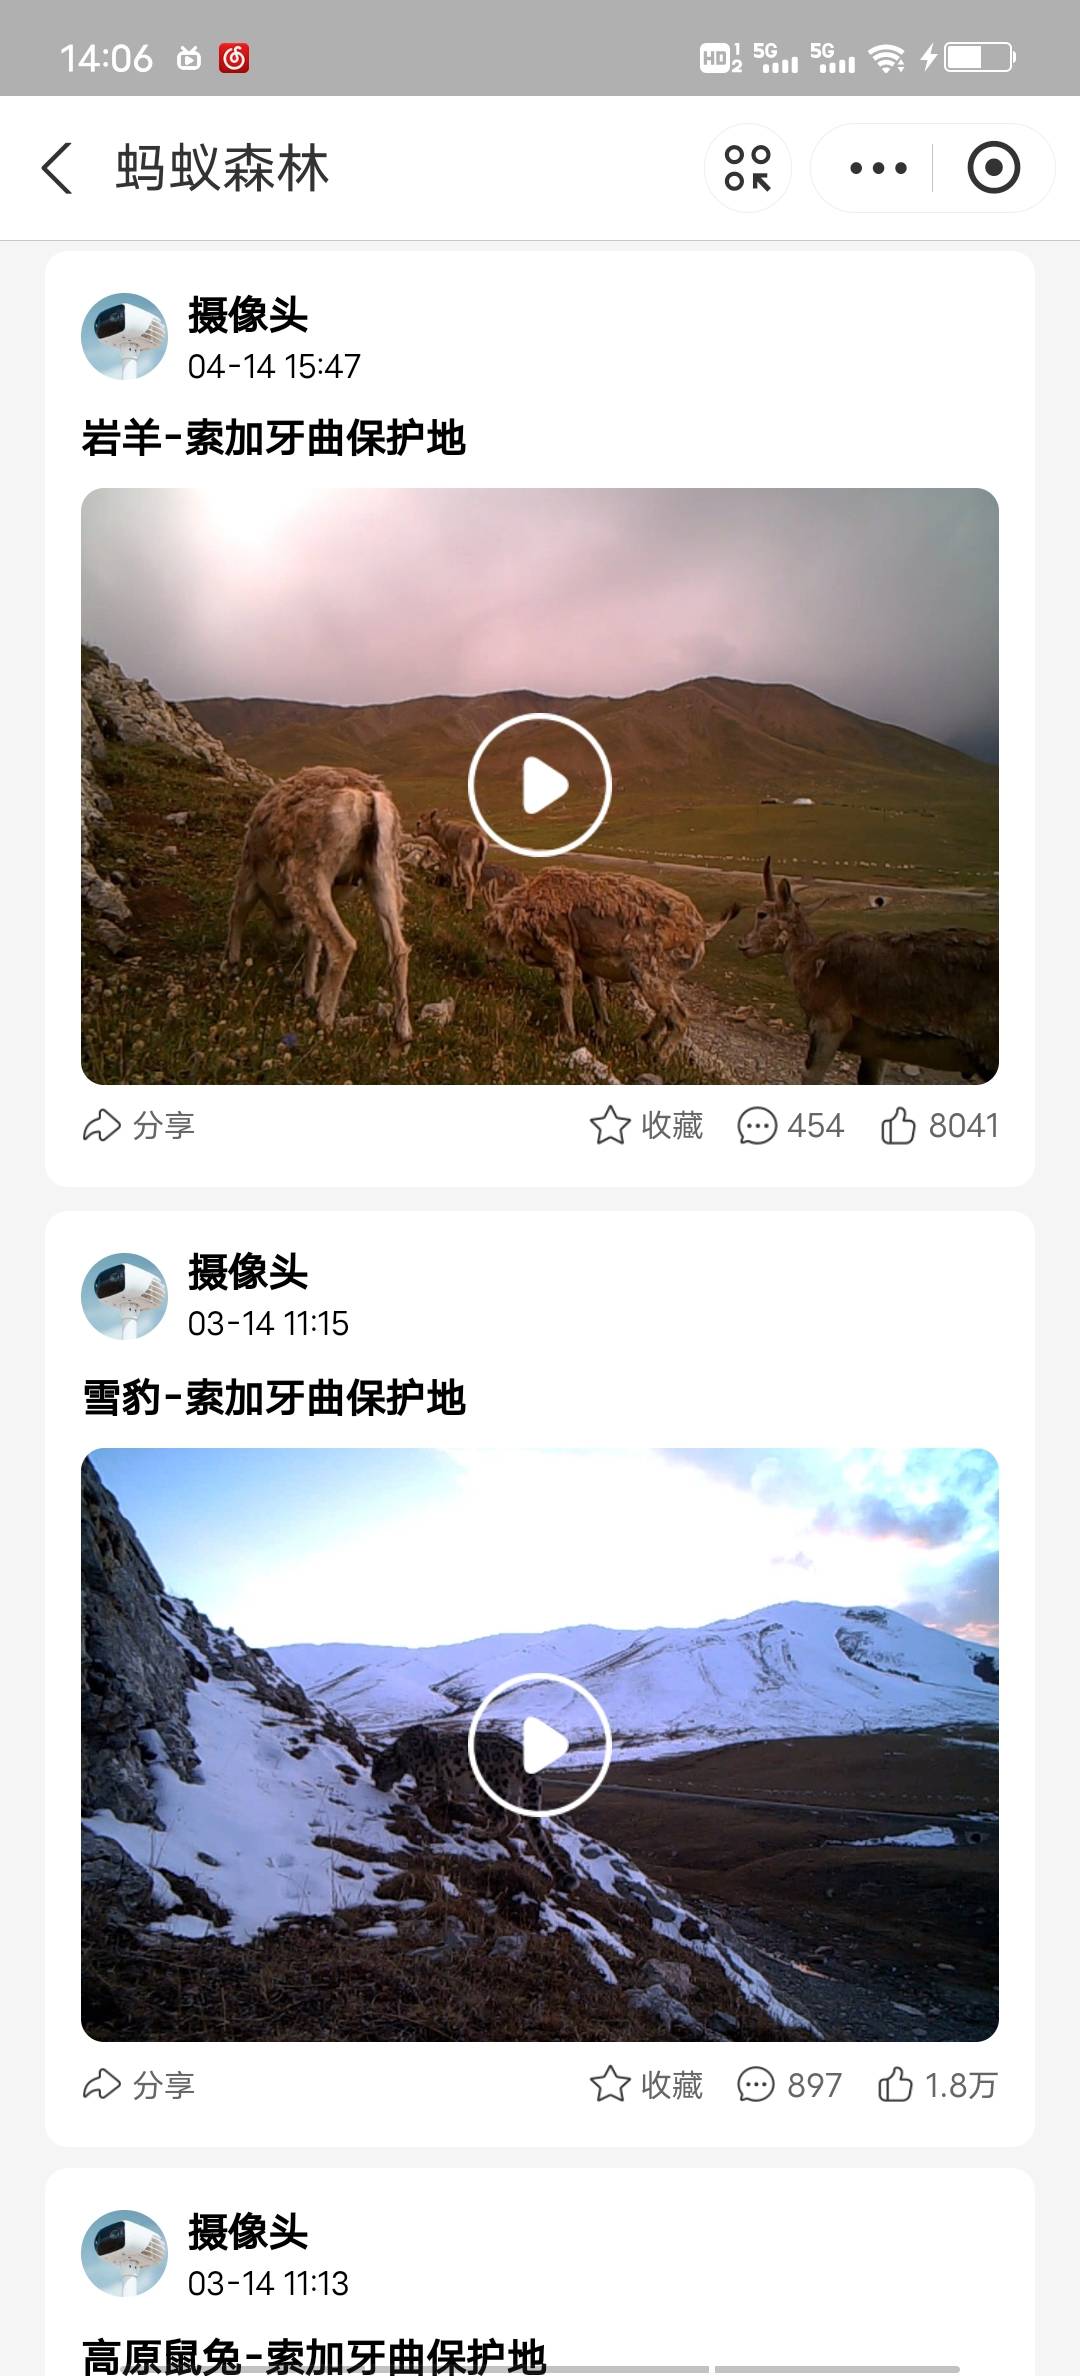 14:06
HD 1 2 5G 5G
蚂蚁森林
摄像头
04-14 15:47
岩羊-索加牙曲保护地
分享 收藏 454 8041
摄像头
03-14 11:15
雪豹-索加牙曲保护地
分享 收藏 897 1.8万
摄像头
03-14 11:13
高原鼠兔-索加牙曲保护地